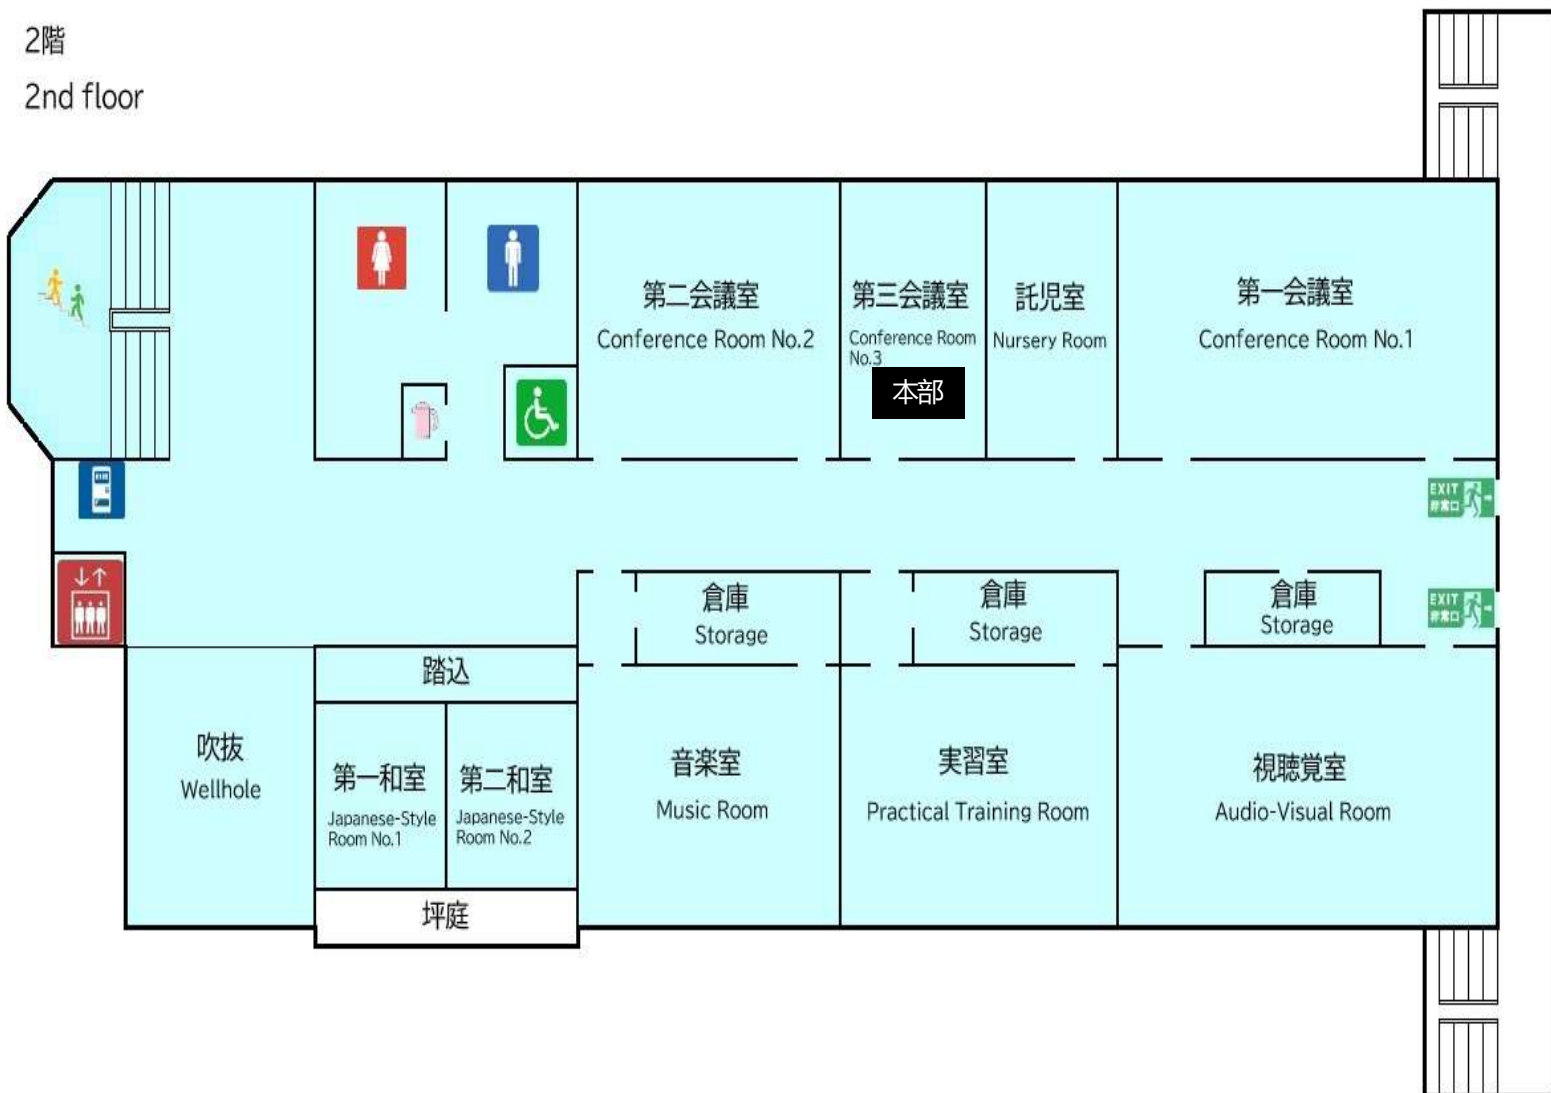 2階
2nd floor
第二会議室
Conference Room No.2
第三会議室
Conference Room
No.3
本部
託児室
Nursery Room
第一会議室
Conference Room No.1
EXIT
非常口
倉庫
Storage
倉庫
Storage
倉庫
Storage
EXIT
非常口
踏込
吹抜
Wellhole
第一和室
Japanese-Style
Room No.1
第二和室
Japanese-Style
Room No.2
坪庭
音楽室
Music Room
実習室
Practical Training Room
視聴覚室
Audio-Visual Room